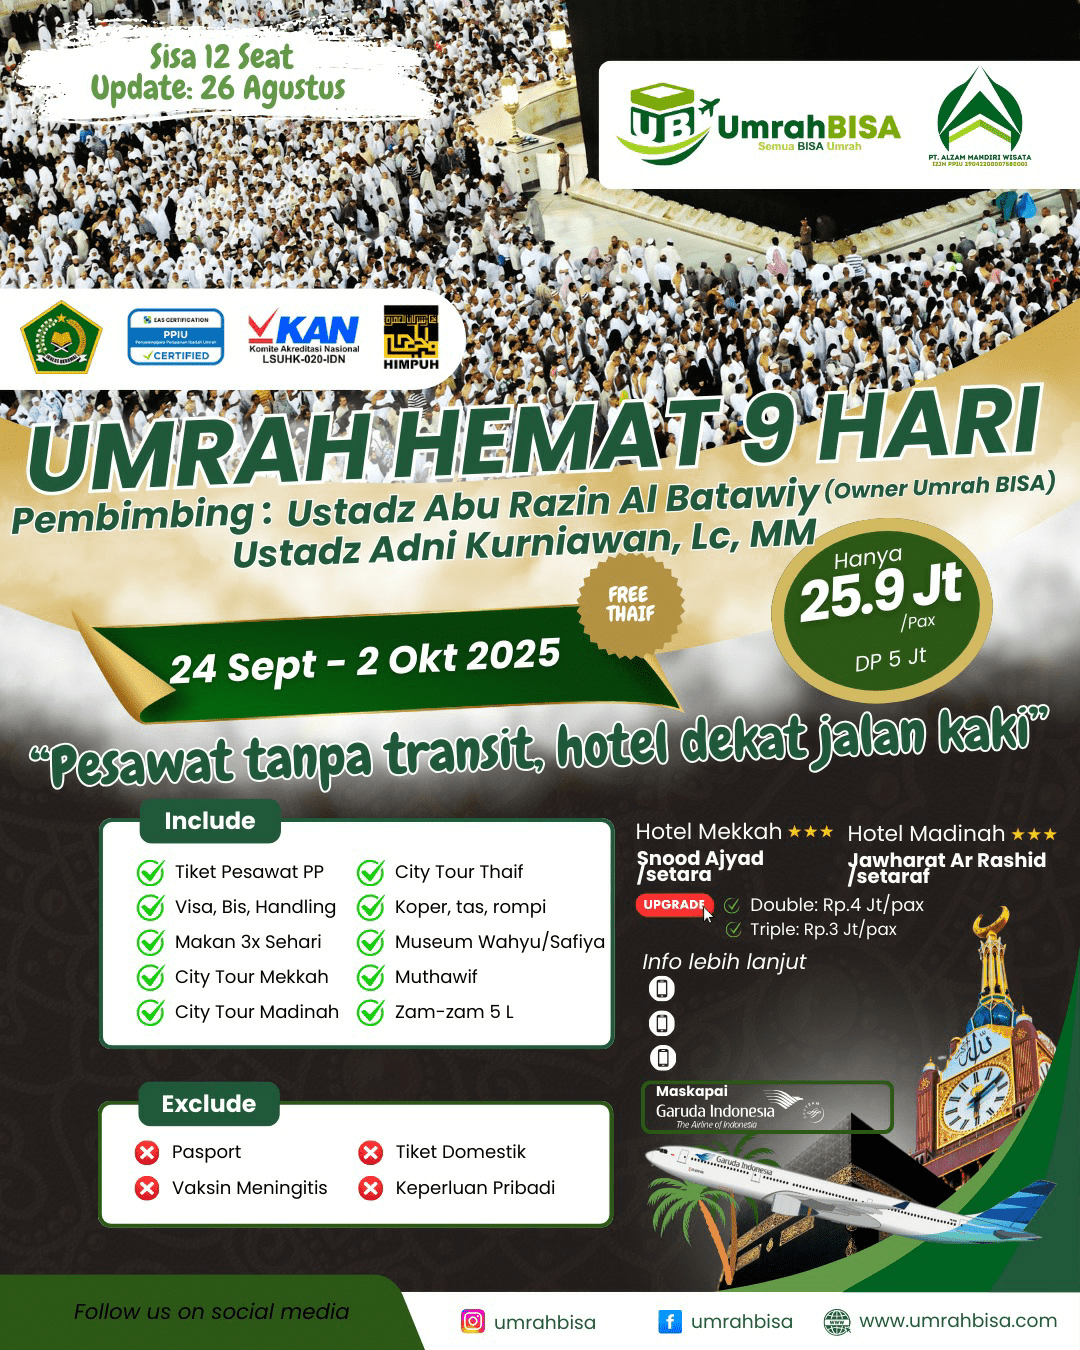 Sisa 12 Seat
Update: 26 Agustus
UB
UmrahBISA
Semua BISA Umrah
PT. ALZAM MANDIRI WISATA
EAS CERTIFICATION
PPIU
Penyelenggara Perjalanan Ibadah Umrah
CERTIFIED
KAN
Komite Akreditasi Nasional
LSUHK-020-IDN
HIMPUH
UMRAH HEMAT 9 HARI
Pembimbing : Ustadz Abu Razin Al Batawiy (Owner Umrah BISA)
Ustadz Adni Kurniawan, Lc, MM
Hanya
25.9 Jt
/Pax
DP 5 Jt
FREE
THAIF
24 Sept - 2 Okt 2025
“Pesawat tanpa transit, hotel dekat jalan kaki”
Include
Tiket Pesawat PP
Visa, Bis, Handling
Makan 3x Sehari
City Tour Mekkah
City Tour Madinah
City Tour Thaif
Koper, tas, rompi
Museum Wahyu/Safiya
Muthawif
Zam-zam 5 L
Hotel Mekkah
Snood Ajyad
/setara
Hotel Madinah
Jawharat Ar Rashid
/setaraf
UPGRADE
Double: Rp.4 Jt/pax
Triple: Rp.3 Jt/pax
Info lebih lanjut
Maskapai
Garuda Indonesia
The Airline of Indonesia
Garuda Indonesia
Exclude
Pasport
Vaksin Meningitis
Tiket Domestik
Keperluan Pribadi
Follow us on social media
umrahbisa
umrahbisa
www.umrahbisa.com